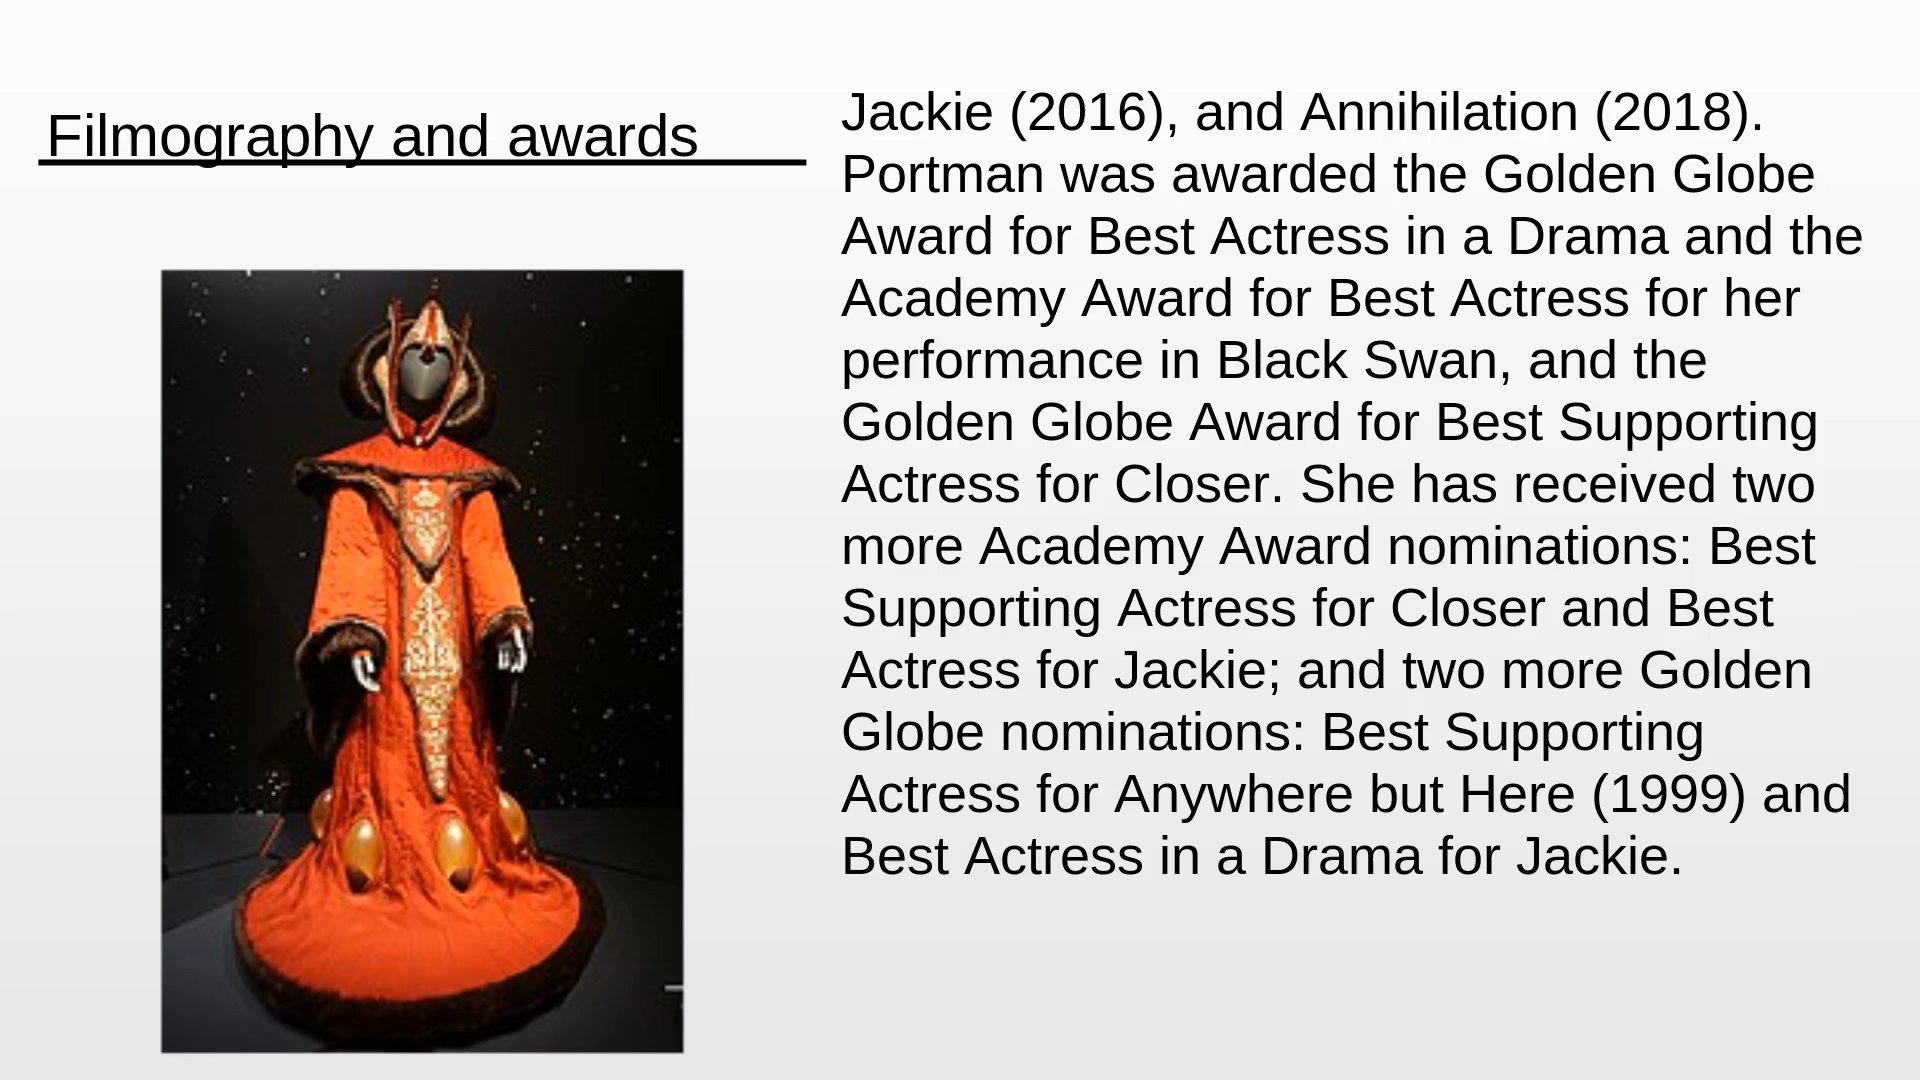 Filmography and awards
Jackie (2016), and Annihilation (2018).
Portman was awarded the Golden Globe
Award for Best Actress in a Drama and the
Academy Award for Best Actress for her
performance in Black Swan, and the
Golden Globe Award for Best Supporting
Actress for Closer. She has received two
more Academy Award nominations: Best
Supporting Actress for Closer and Best
Actress for Jackie; and two more Golden
Globe nominations: Best Supporting
Actress for Anywhere but Here (1999) and
Best Actress in a Drama for Jackie.